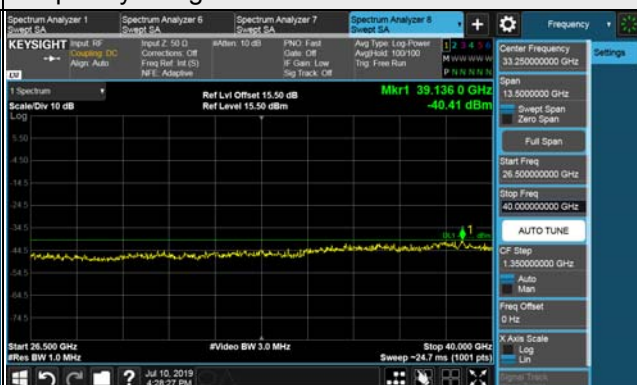 Spectrum Analyzer 1
Swept SA
Spectrum Analyzer 6
Swept SA
Spectrum Analyzer 7
Swept SA
Spectrum Analyzer 8
Swept SA
Frequency
KEYSIGHT
Input: RF
Coupling: DC
Align: Auto
Input Z: 50 Ω
Corrections: Off
Freq Ref: Int (S)
NFE: Adaptive
#Atten: 10 dB
PNO: Fast
Gate: Off
IF Gain: Low
Sig Track: Off
Avg Type: Log-Power
Avg|Hold: 100/100
Trig: Free Run
1 2 3 4 5 6
M W W W W W
P N N N N N
LXI
1 Spectrum
Scale/Div 10 dB
Log
Ref Lvl Offset 15.50 dB
Ref Level 15.50 dBm
Mkr1 39.136 0 GHz
-40.41 dBm
5.50
-4.50
-14.5
-24.5
-34.5
-44.5
-54.5
-64.5
-74.5
1
Start 26.500 GHz
#Res BW 1.0 MHz
#Video BW 3.0 MHz
Stop 40.000 GHz
Sweep ~24.7 ms (1001 pts)
Jul 10, 2019
4:28:27 PM
Center Frequency
33.250000000 GHz
Span
13.5000000 GHz
Swept Span
Zero Span
Full Span
Start Freq
26.500000000 GHz
Stop Freq
40.000000000 GHz
AUTO TUNE
CF Step
1.350000000 GHz
Auto
Man
Freq Offset
0 Hz
X Axis Scale
Log
Lin
Signal Track
Settings